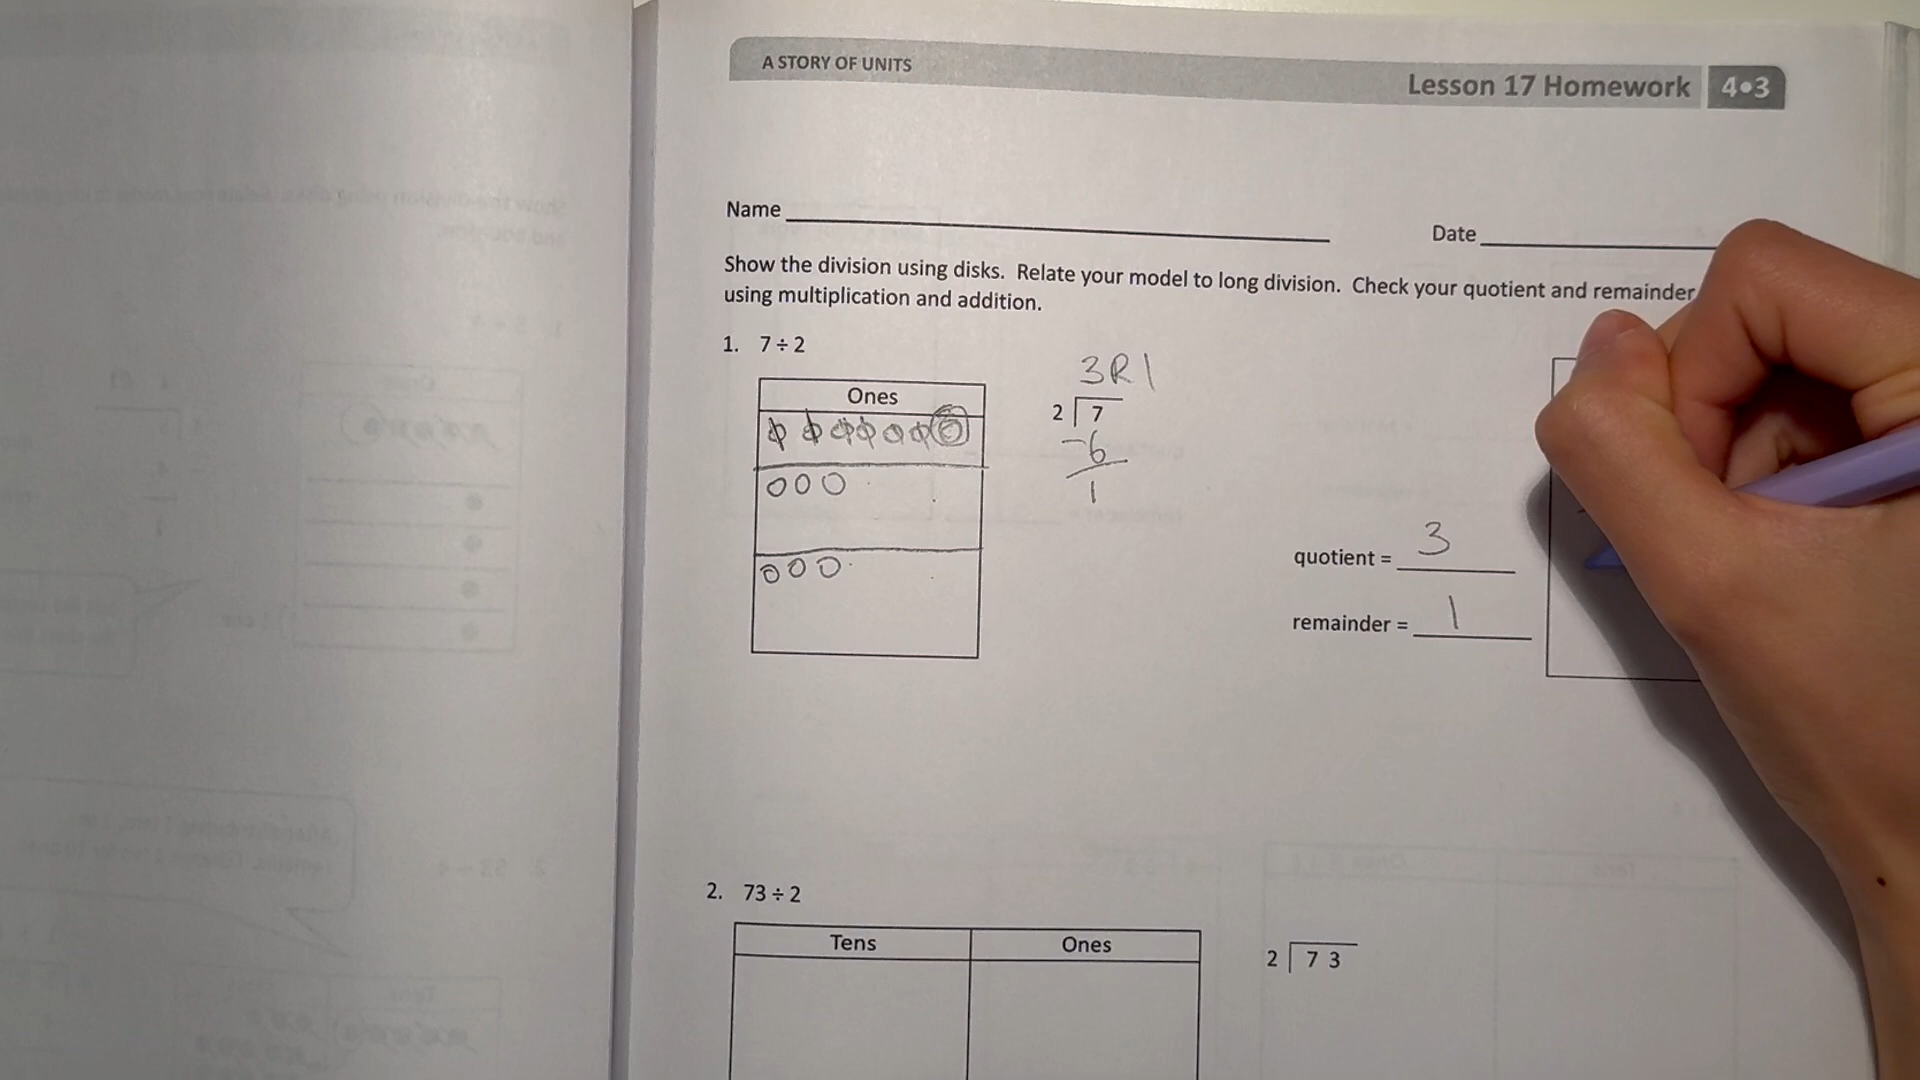 A STORY OF UNITS
Lesson 17 Homework 4•3
Name
Date
Show the division using disks. Relate your model to long division. Check your quotient and remainder
using multiplication and addition.
1. 7 ÷ 2
3R1
Ones
2 7
-6
1
quotient = 3
remainder = 1
2. 73 ÷ 2
Tens Ones
2 7 3